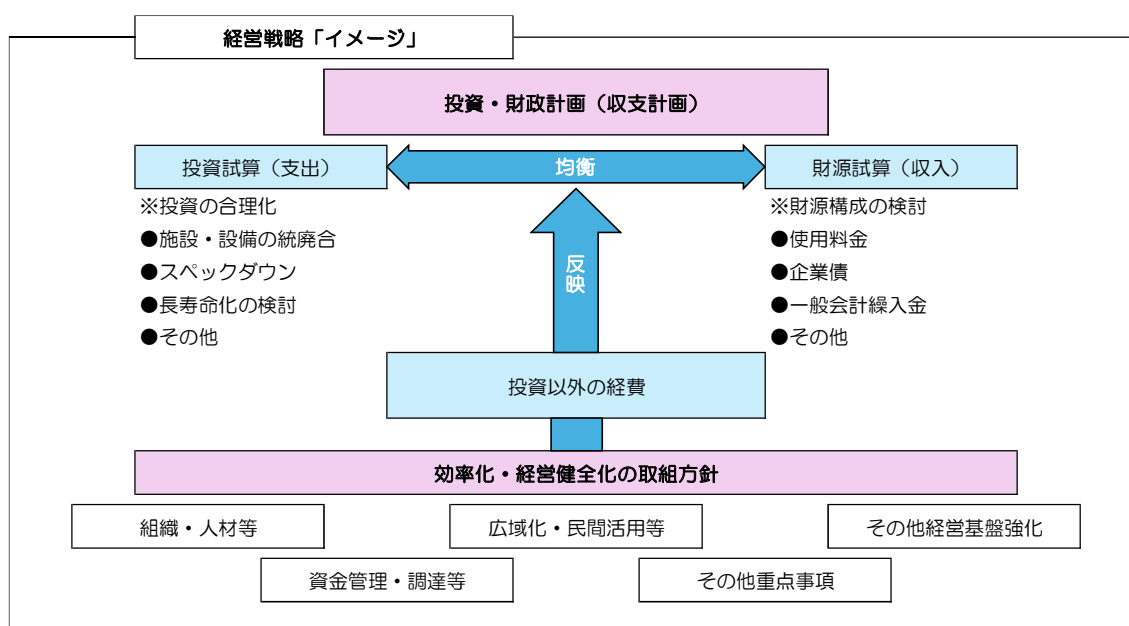 経営戦略「イメージ」
投資・財政計画（収支計画）
投資試算（支出）
均衡
財源試算（収入）
※投資の合理化
●施設・設備の統廃合
●スペックダウン
●長寿命化の検討
●その他
※財源構成の検討
●使用料金
●企業債
●一般会計繰入金
●その他
反映
投資以外の経費
効率化・経営健全化の取組方針
組織・人材等
広域化・民間活用等
その他経営基盤強化
資金管理・調達等
その他重点事項